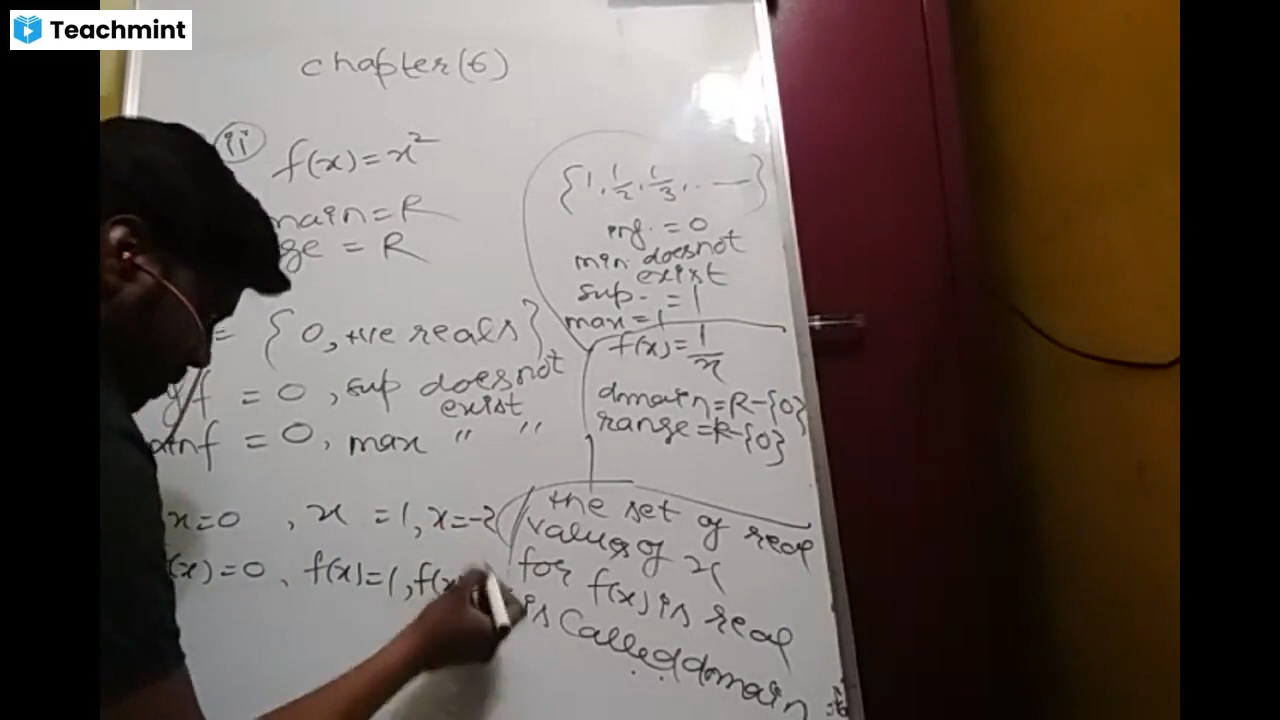 Teachmint
chapter(6)
ii f(x)=x²
main=R
ge = R
= {0, +ve reals}
f = 0, sup does not
exist
inf = 0, max " "
x=0, x=1, x=-2
(x)=0, f(x)=1, f(x)
{1, 1/2, 1/3, .. —}
inf. = 0
min does not
exist
sup. = 1
max = 1
f(x)=1/x
domain=R-{0}
range=R-{0}
the set of real
values of x
for f(x) is real
is called domain